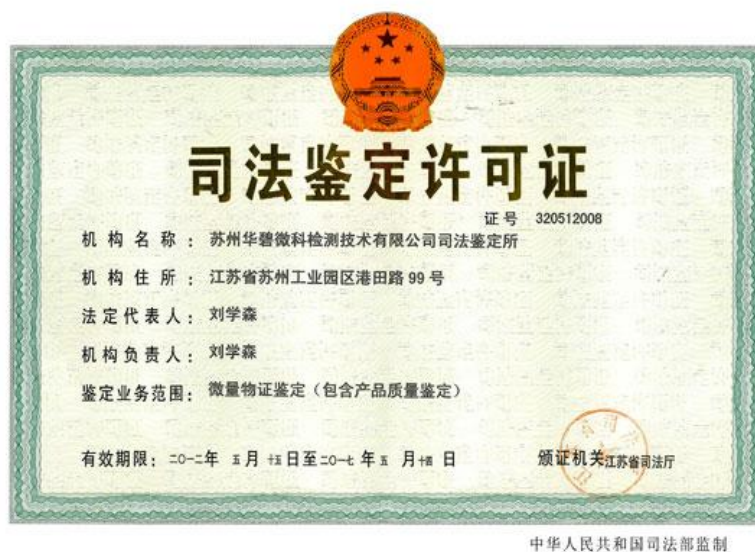 司法鉴定许可证
证号 320512008
机构名称：苏州华碧微科检测技术有限公司司法鉴定所
机构住所：江苏省苏州工业园区港田路99号
法定代表人：刘学森
机构负责人：刘学森
鉴定业务范围：微量物证鉴定（包含产品质量鉴定）
有效期限：二〇一二年 五月 十五日至二〇一七年五 月十四 日 颁证机关江苏省司法厅
中华人民共和国司法部监制